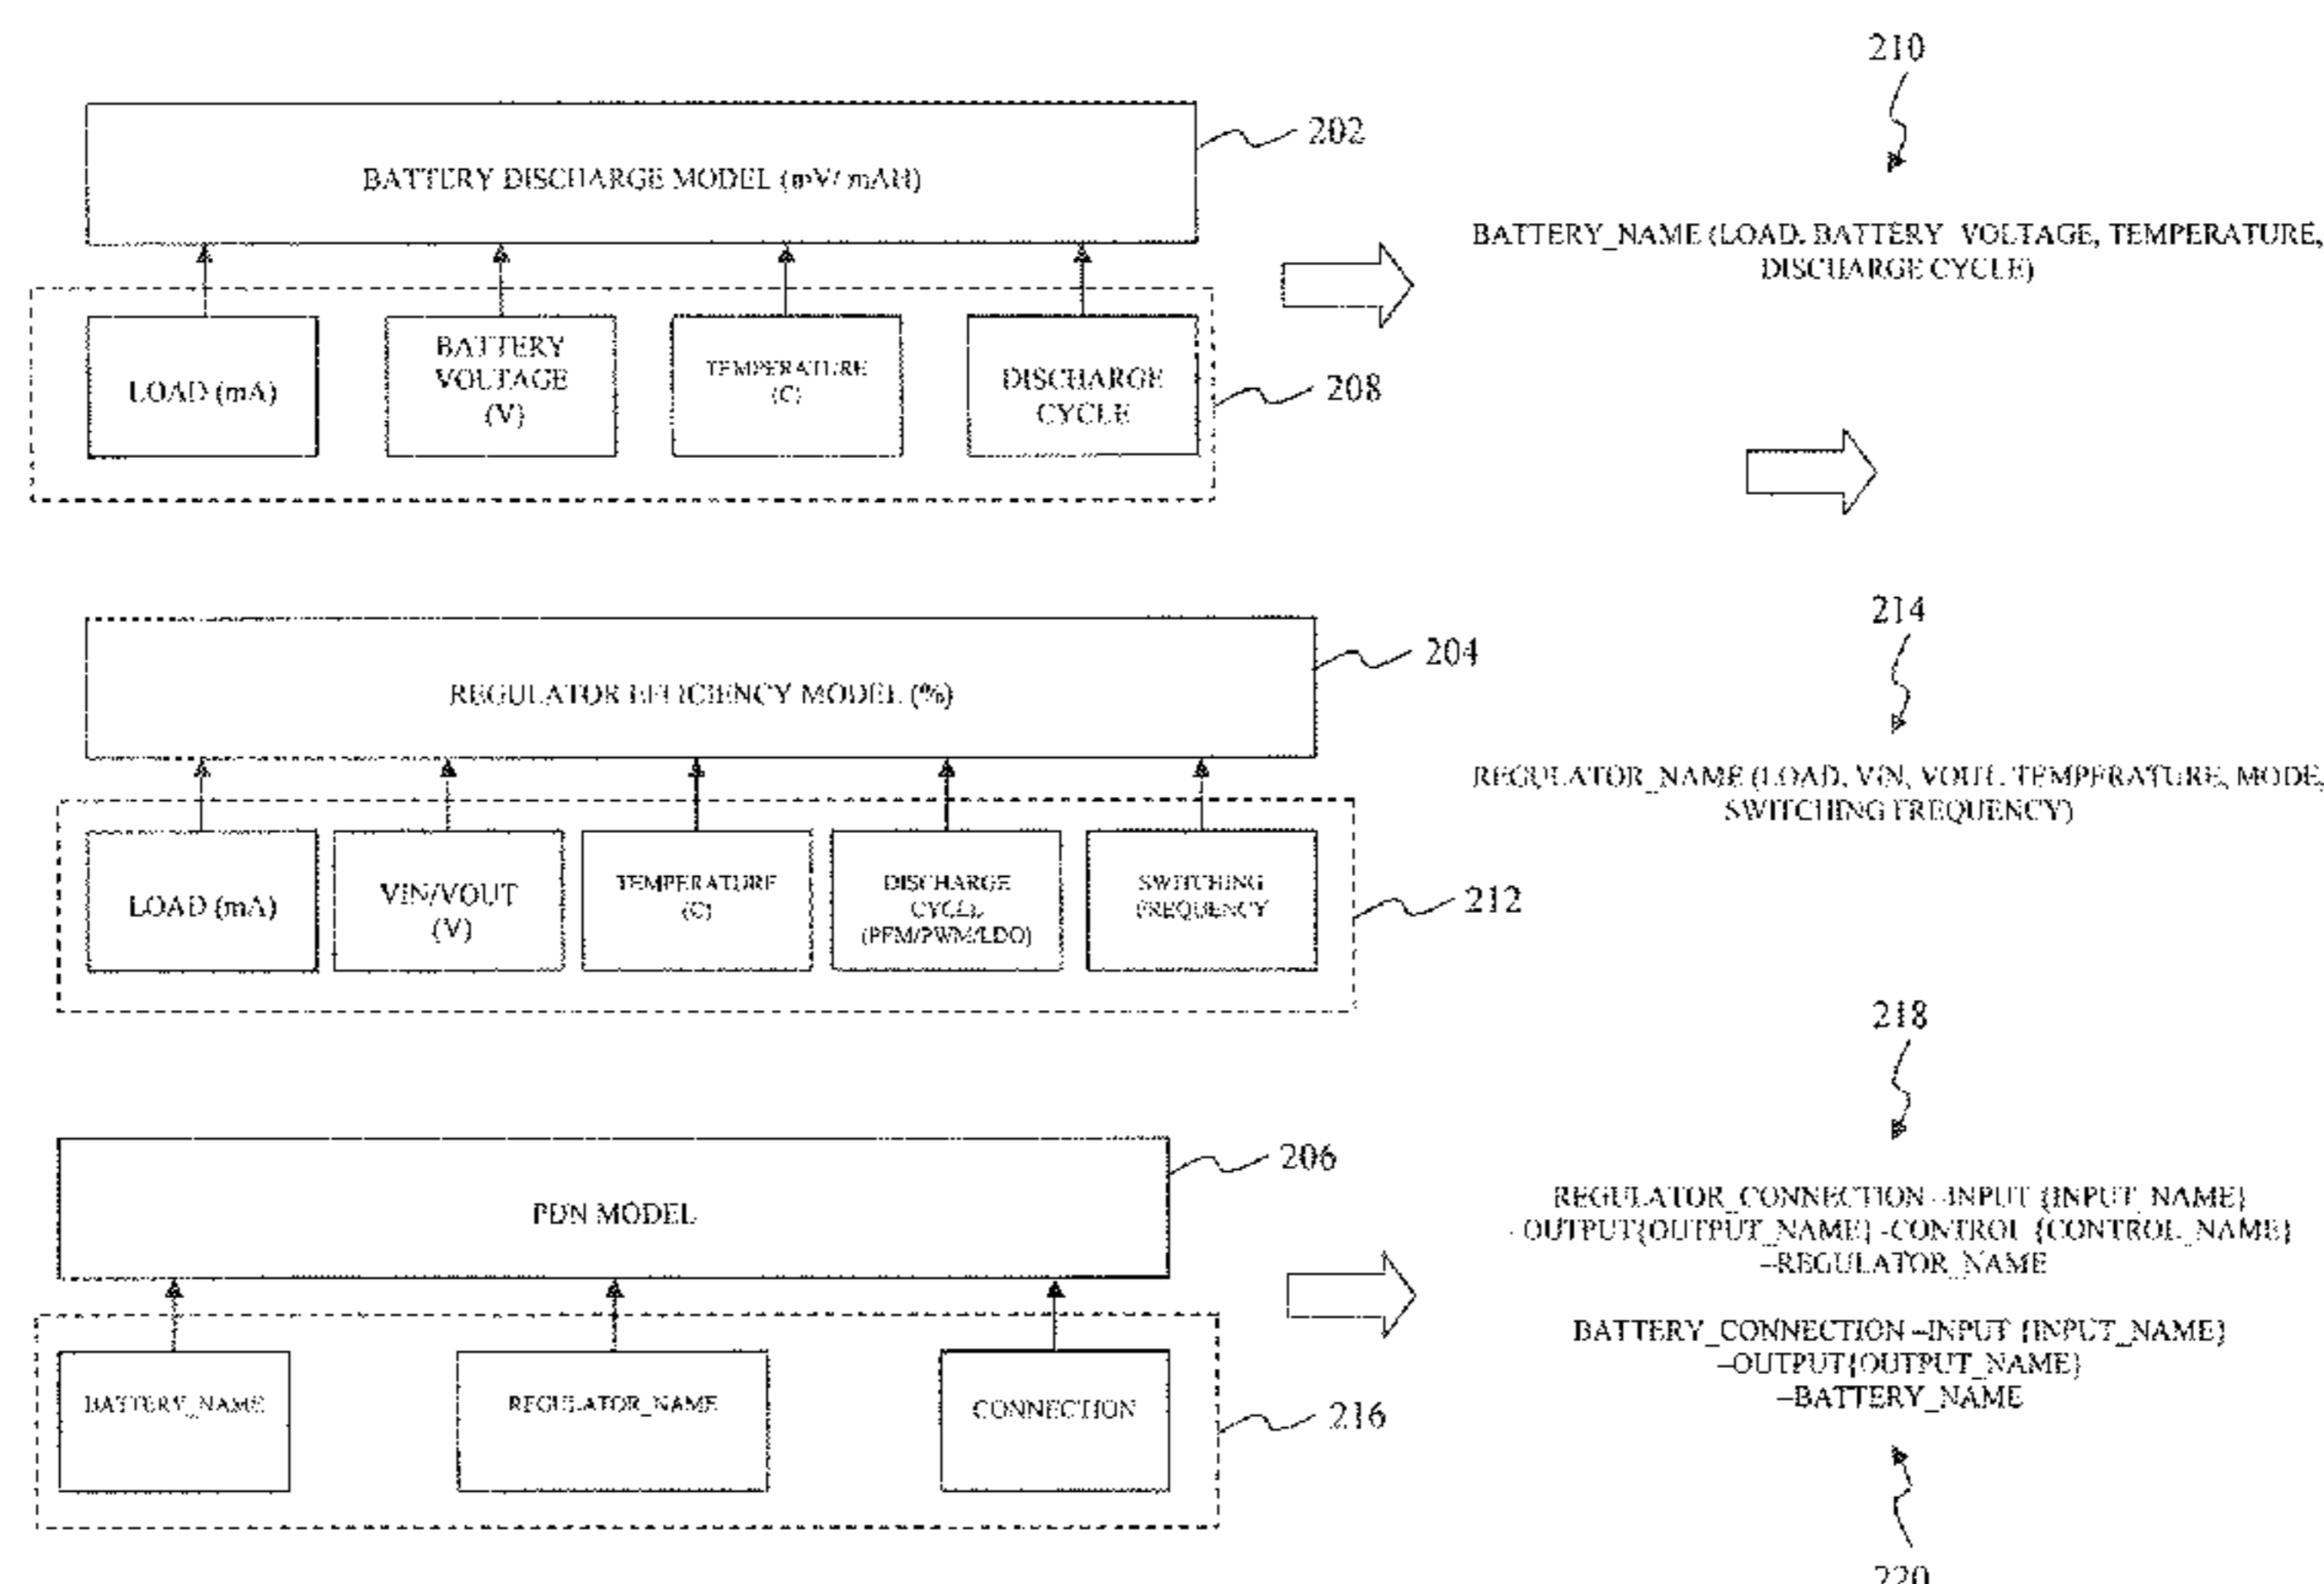 210
202
BATTERY DISCHARGE MODEL (mV/ mAH)
BATTERY_NAME (LOAD, BATTERY_VOLTAGE, TEMPERATURE,
DISCHARGE CYCLE)
LOAD (mA)
BATTERY
VOLTAGE
(V)
TEMPERATURE
(C)
DISCHARGE
CYCLE
208
214
204
REGULATOR EFFICIENCY MODEL (%)
REGULATOR_NAME (LOAD, VIN, VOUT, TEMPERATURE, MODE,
SWITCHING FREQUENCY)
LOAD (mA)
VIN/VOUT
(V)
TEMPERATURE
(C)
DISCHARGE
CYCLE
(PFM/PWM/LDO)
SWITCHING
FREQUENCY
212
218
206
PDN MODEL
REGULATOR_CONNECTION –INPUT {INPUT_NAME}
-OUTPUT{OUTPUT_NAME} -CONTROL {CONTROL_NAME}
–REGULATOR_NAME
BATTERY_CONNECTION –INPUT {INPUT_NAME}
–OUTPUT{OUTPUT_NAME}
–BATTERY_NAME
BATTERY_NAME
REGULATOR_NAME
CONNECTION
216
220